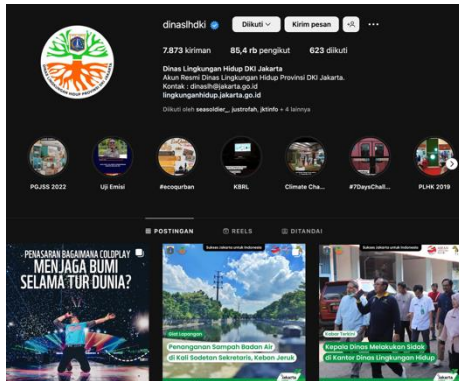 dinaslhdki
Diikuti
Kirim pesan
7.873 kiriman
85,4 rb pengikut
623 diikuti
Dinas Lingkungan Hidup DKI Jakarta
Akun Resmi Dinas Lingkungan Hidup Provinsi DKI Jakarta.
Kontak : dinaslh@jakarta.go.id
lingkunganhidup.jakarta.go.id
Diikuti oleh seasoldier_, justrofah, jktinfo + 4 lainnya
PGJSS 2022
Uji Emisi
#ecoqurban
KBRL
Climate Cha...
#7DaysChall...
PLHK 2019
POSTINGAN
REELS
DITANDAI
PENASARAN BAGAIMANA COLDPLAY
MENJAGA BUMI
SELAMA TUR DUNIA?
Sukses Jakarta untuk Indonesia
Giat Lapangan
Penanganan Sampah Badan Air
di Kali Sodetan Sekretaris, Kebon Jeruk
Jakarta
Sukses Jakarta untuk Indonesia
Kabar Terkini
Kepala Dinas Melakukan Sidak
di Kantor Dinas Lingkungan Hidup
Jakarta